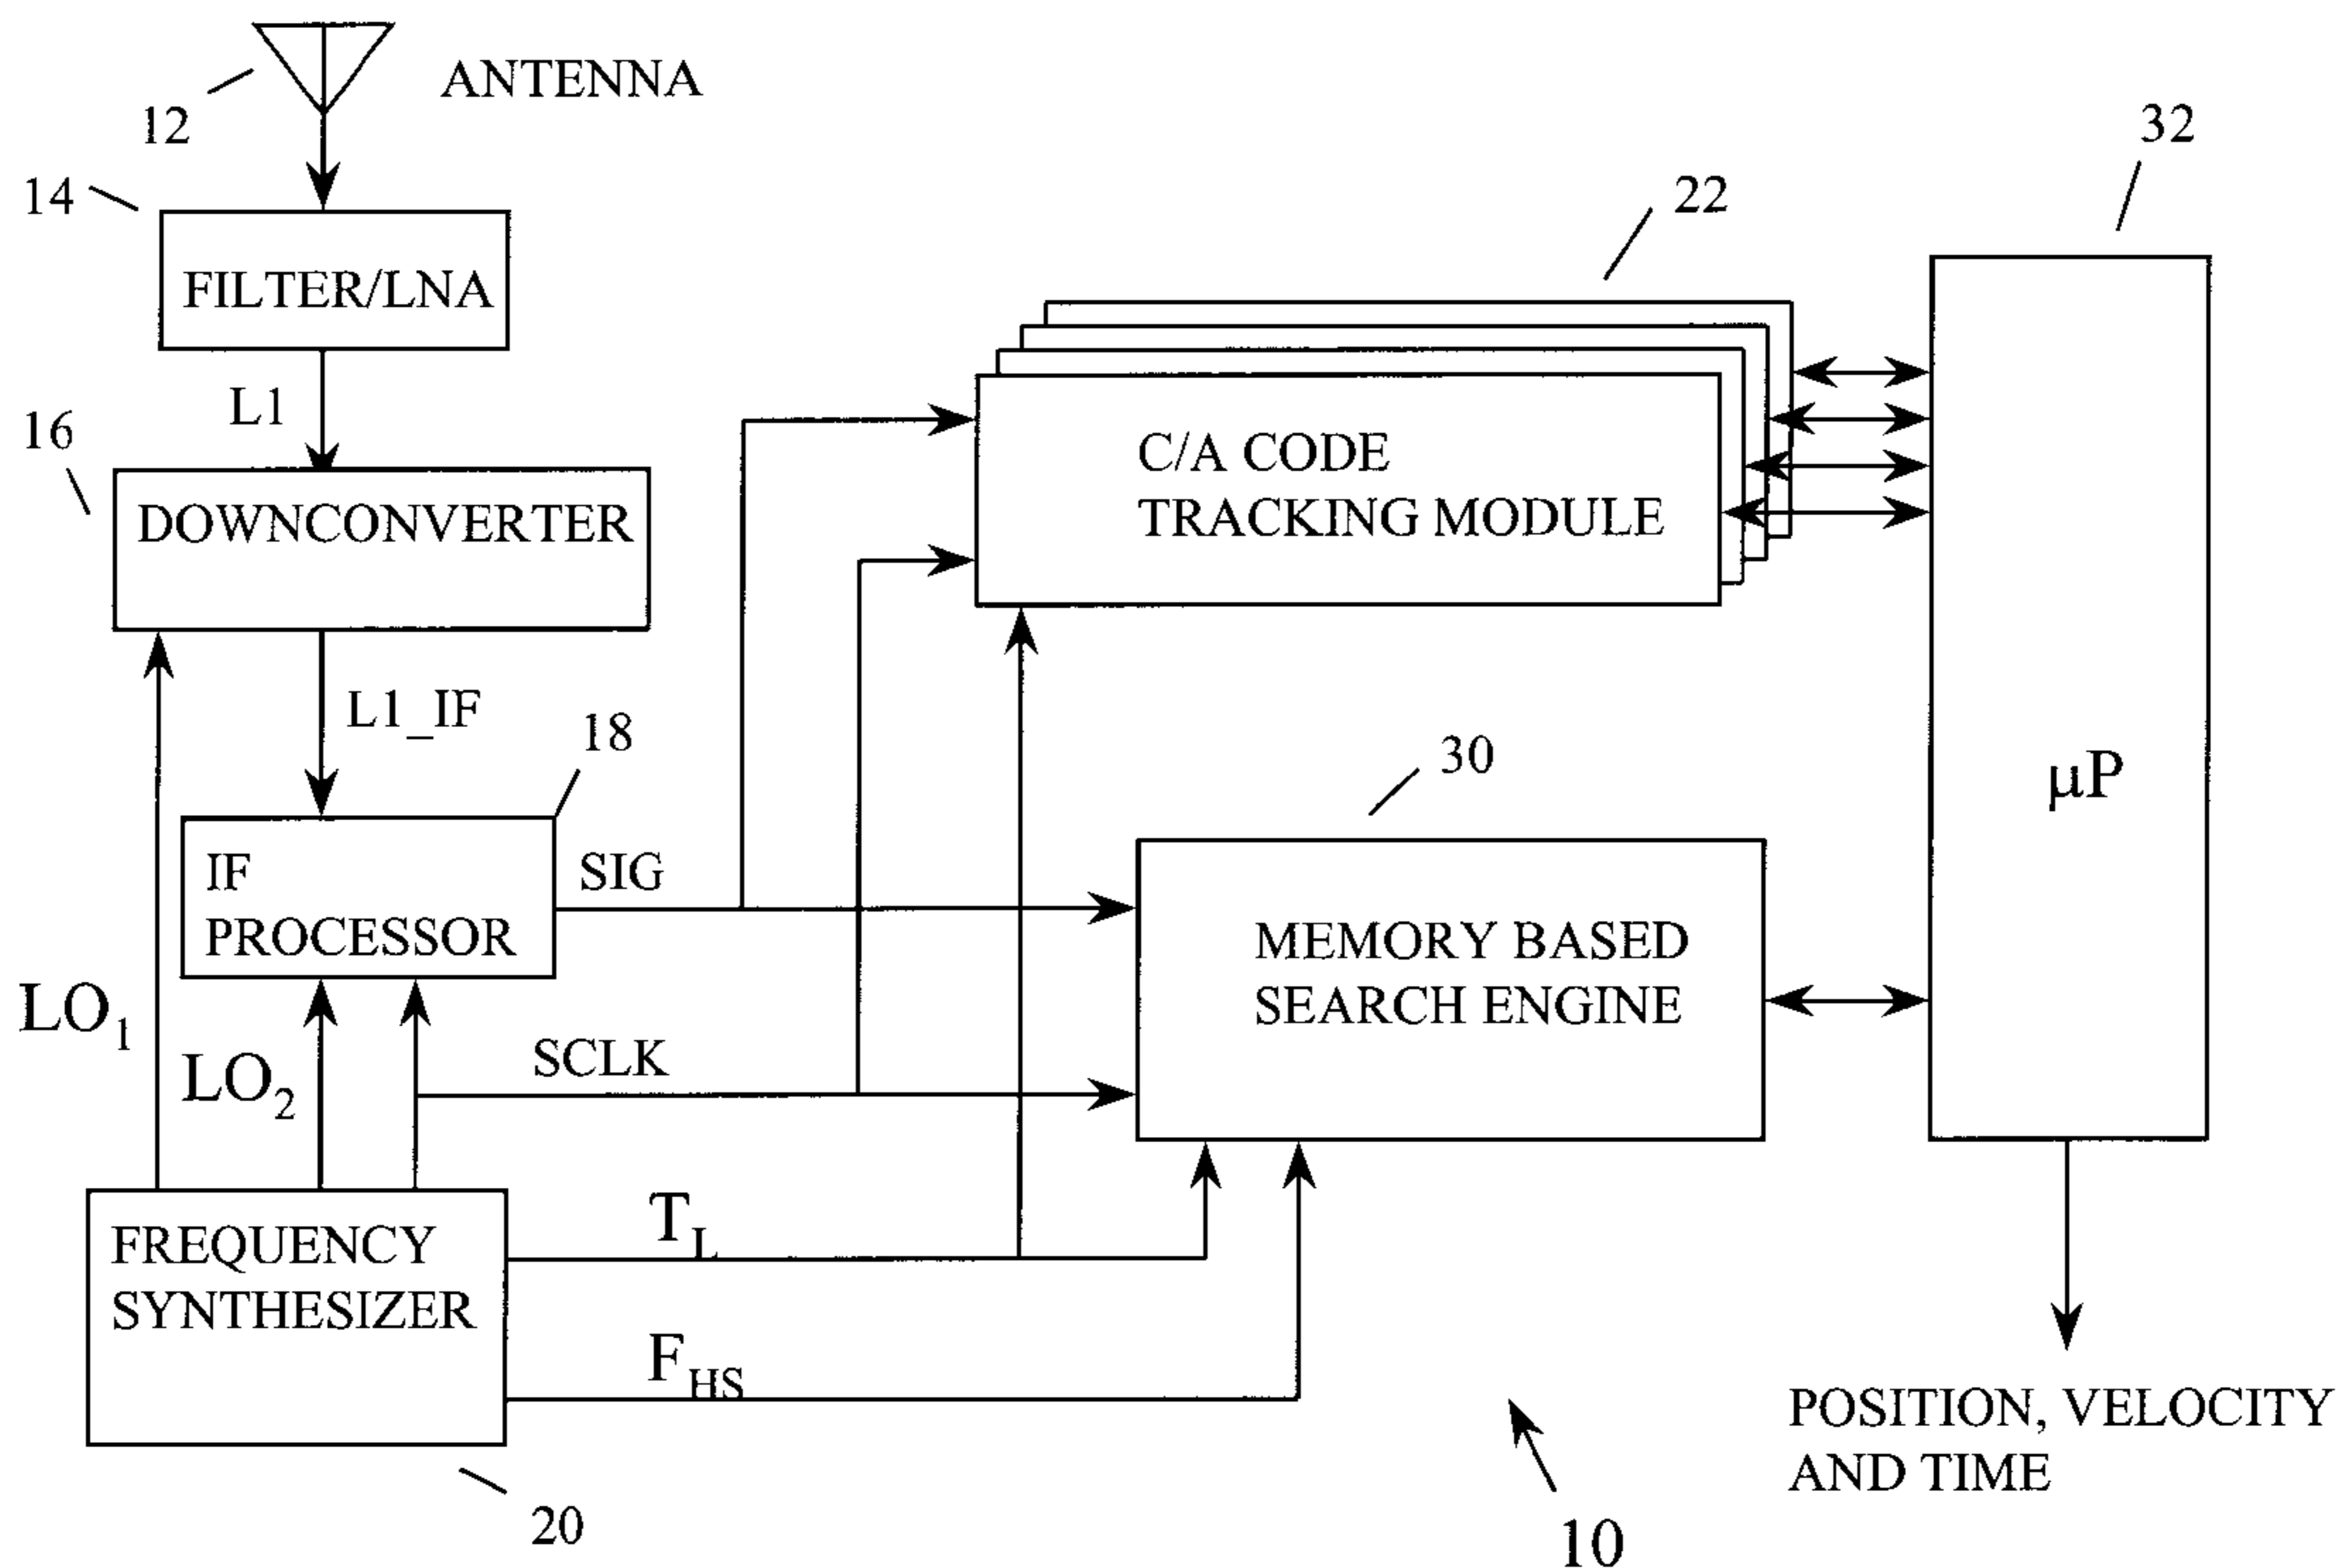 12
ANTENNA
32
14
22
FILTER/LNA
L1
16
C/A CODE
TRACKING MODULE
DOWNCONVERTER
L1_IF
18
30
µP
IF
PROCESSOR
SIG
MEMORY BASED
SEARCH ENGINE
LO1
LO2
SCLK
FREQUENCY
SYNTHESIZER
TL
FHS
POSITION, VELOCITY
AND TIME
20
10